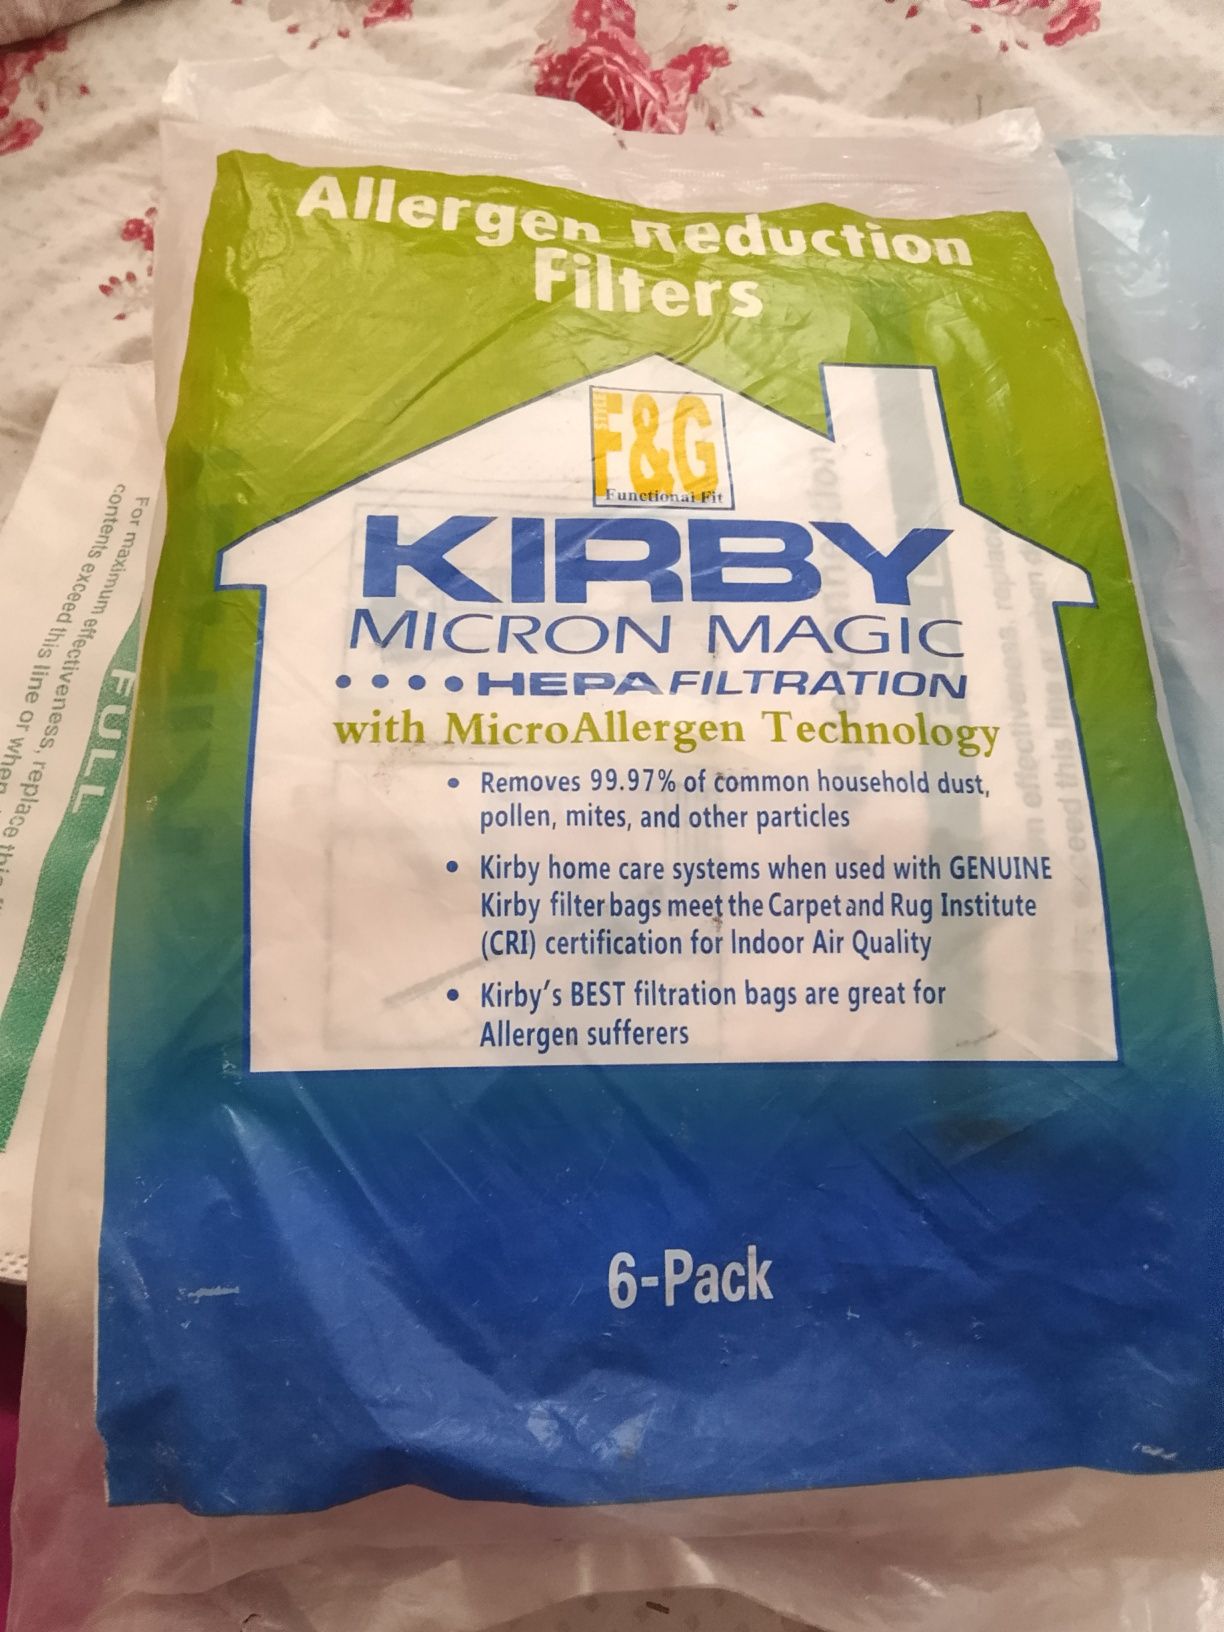 Allergen Reduction
Filters
STYLE
F&G
Functional Fit
KIRBY
MICRON MAGIC
••••HEPAFILTRATION
with MicroAllergen Technology
• Removes 99.97% of common household dust,
pollen, mites, and other particles
• Kirby home care systems when used with GENUINE
Kirby filter bags meet the Carpet and Rug Institute
(CRI) certification for Indoor Air Quality
• Kirby's BEST filtration bags are great for
Allergen sufferers
6-Pack
For maximum effectiveness, replace
contents exceed this line or when
FULL